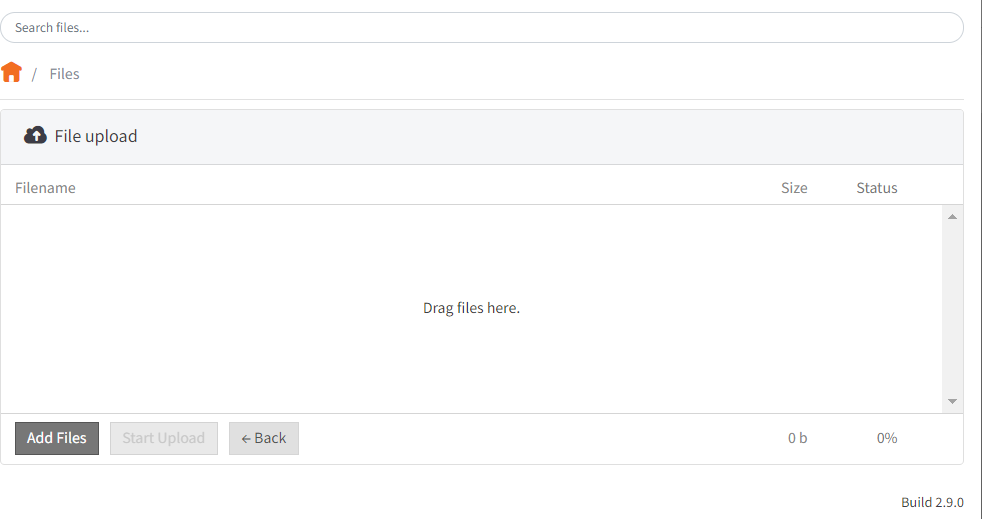 Search files...
/ Files
File upload
Filename Size Status
Drag files here.
Add Files Start Upload ← Back 0 b 0%
Build 2.9.0